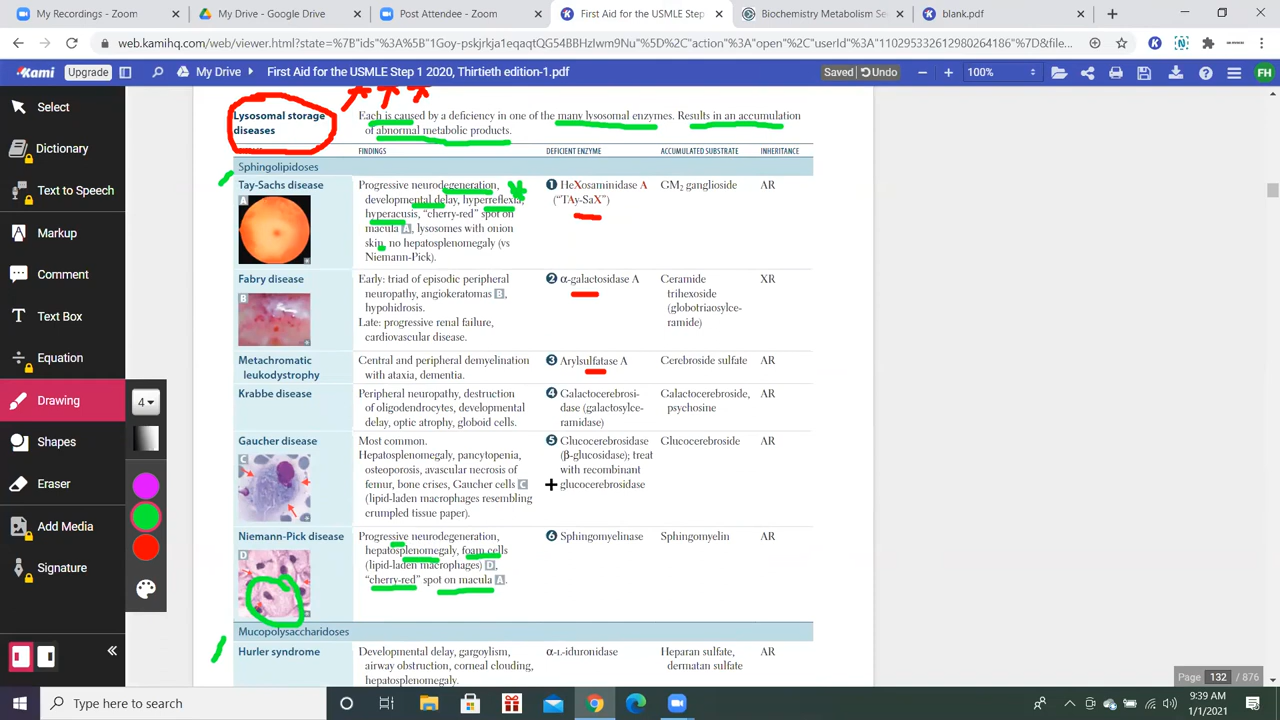 My Recordings - Zoom
My Drive - Google Drive
Post Attendee - Zoom
First Aid for the USMLE Step
Biochemistry Metabolism Se
blank.pdf
web.kamihq.com/web/viewer.html?state=%7B"ids"%3A%5B"1Goy-pskjrkja1eqaqtQG54BBHzIwm9Nu"%5D%2C"action"%3A"open"%2C"userId"%3A"110295332612980264186"%7D&file...
Kami Upgrade My Drive First Aid for the USMLE Step 1 2020, Thirtieth edition-1.pdf Saved Undo 100% FH
Select
Dictionary
Text to Speech
Markup
Comment
Text Box
Equation
Drawing
4
Shapes
Eraser
Add Media
Signature
Lysosomal storage
diseases
Each is caused by a deficiency in one of the many lysosomal enzymes. Results in an accumulation
of abnormal metabolic products.
FINDINGS DEFICIENT ENZYME ACCUMULATED SUBSTRATE INHERITANCE
Sphingolipidoses
Tay-Sachs disease
A
Progressive neurodegeneration,
developmental delay, hyperreflexia,
hyperacusis, “cherry-red” spot on
macula A, lysosomes with onion
skin, no hepatosplenomegaly (vs
Niemann-Pick).
1 HeXosaminidase A
(“TAy-SaX”)
GM2 ganglioside
AR
Fabry disease
B
Early: triad of episodic peripheral
neuropathy, angiokeratomas B,
hypohidrosis.
Late: progressive renal failure,
cardiovascular disease.
2 α-galactosidase A
Ceramide
trihexoside
(globotriaosylce-
ramide)
XR
Metachromatic
leukodystrophy
Central and peripheral demyelination
with ataxia, dementia.
3 Arylsulfatase A
Cerebroside sulfate
AR
Krabbe disease
Peripheral neuropathy, destruction
of oligodendrocytes, developmental
delay, optic atrophy, globoid cells.
4 Galactocerebrosi-
dase (galactosylce-
ramidase)
Galactocerebroside,
psychosine
AR
Gaucher disease
C
Most common.
Hepatosplenomegaly, pancytopenia,
osteoporosis, avascular necrosis of
femur, bone crises, Gaucher cells C
(lipid-laden macrophages resembling
crumpled tissue paper).
5 Glucocerebrosidase
(β-glucosidase); treat
with recombinant
glucocerebrosidase
Glucocerebroside
AR
Niemann-Pick disease
D
Progressive neurodegeneration,
hepatosplenomegaly, foam cells
(lipid-laden macrophages) D,
“cherry-red” spot on macula A.
6 Sphingomyelinase
Sphingomyelin
AR
Mucopolysaccharidoses
Hurler syndrome
Developmental delay, gargoylism,
airway obstruction, corneal clouding,
hepatosplenomegaly.
α-L-iduronidase
Heparan sulfate,
dermatan sulfate
AR
Page 132 / 876
Type here to search
9:39 AM
1/1/2021